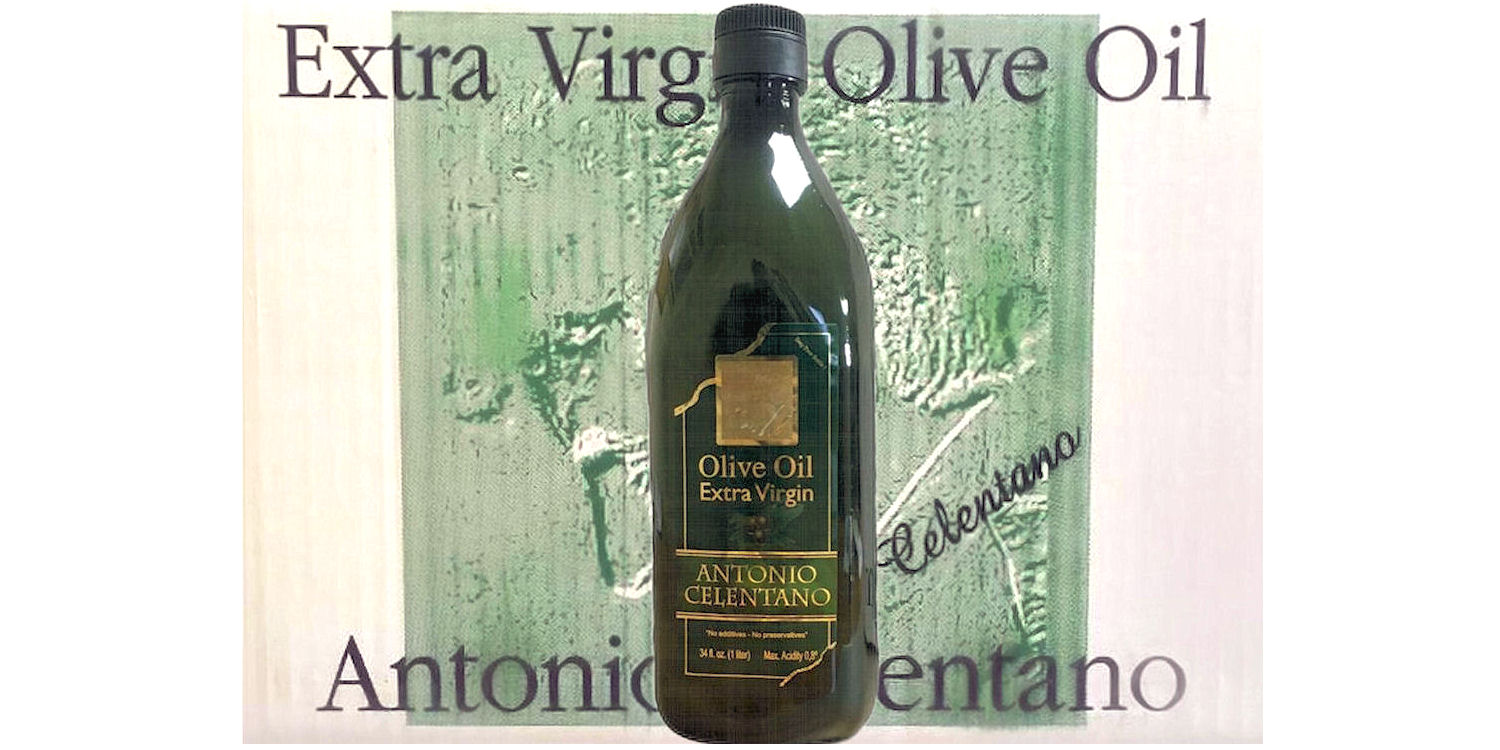 Extra Virg Olive Oil
Olive Oil
Extra Virgin
ANTONIO
CELENTANO
"No additives - No preservatives"
34 fl. oz. (1 liter) Max. Acidity 0,8º
Celentano
Antonio entano